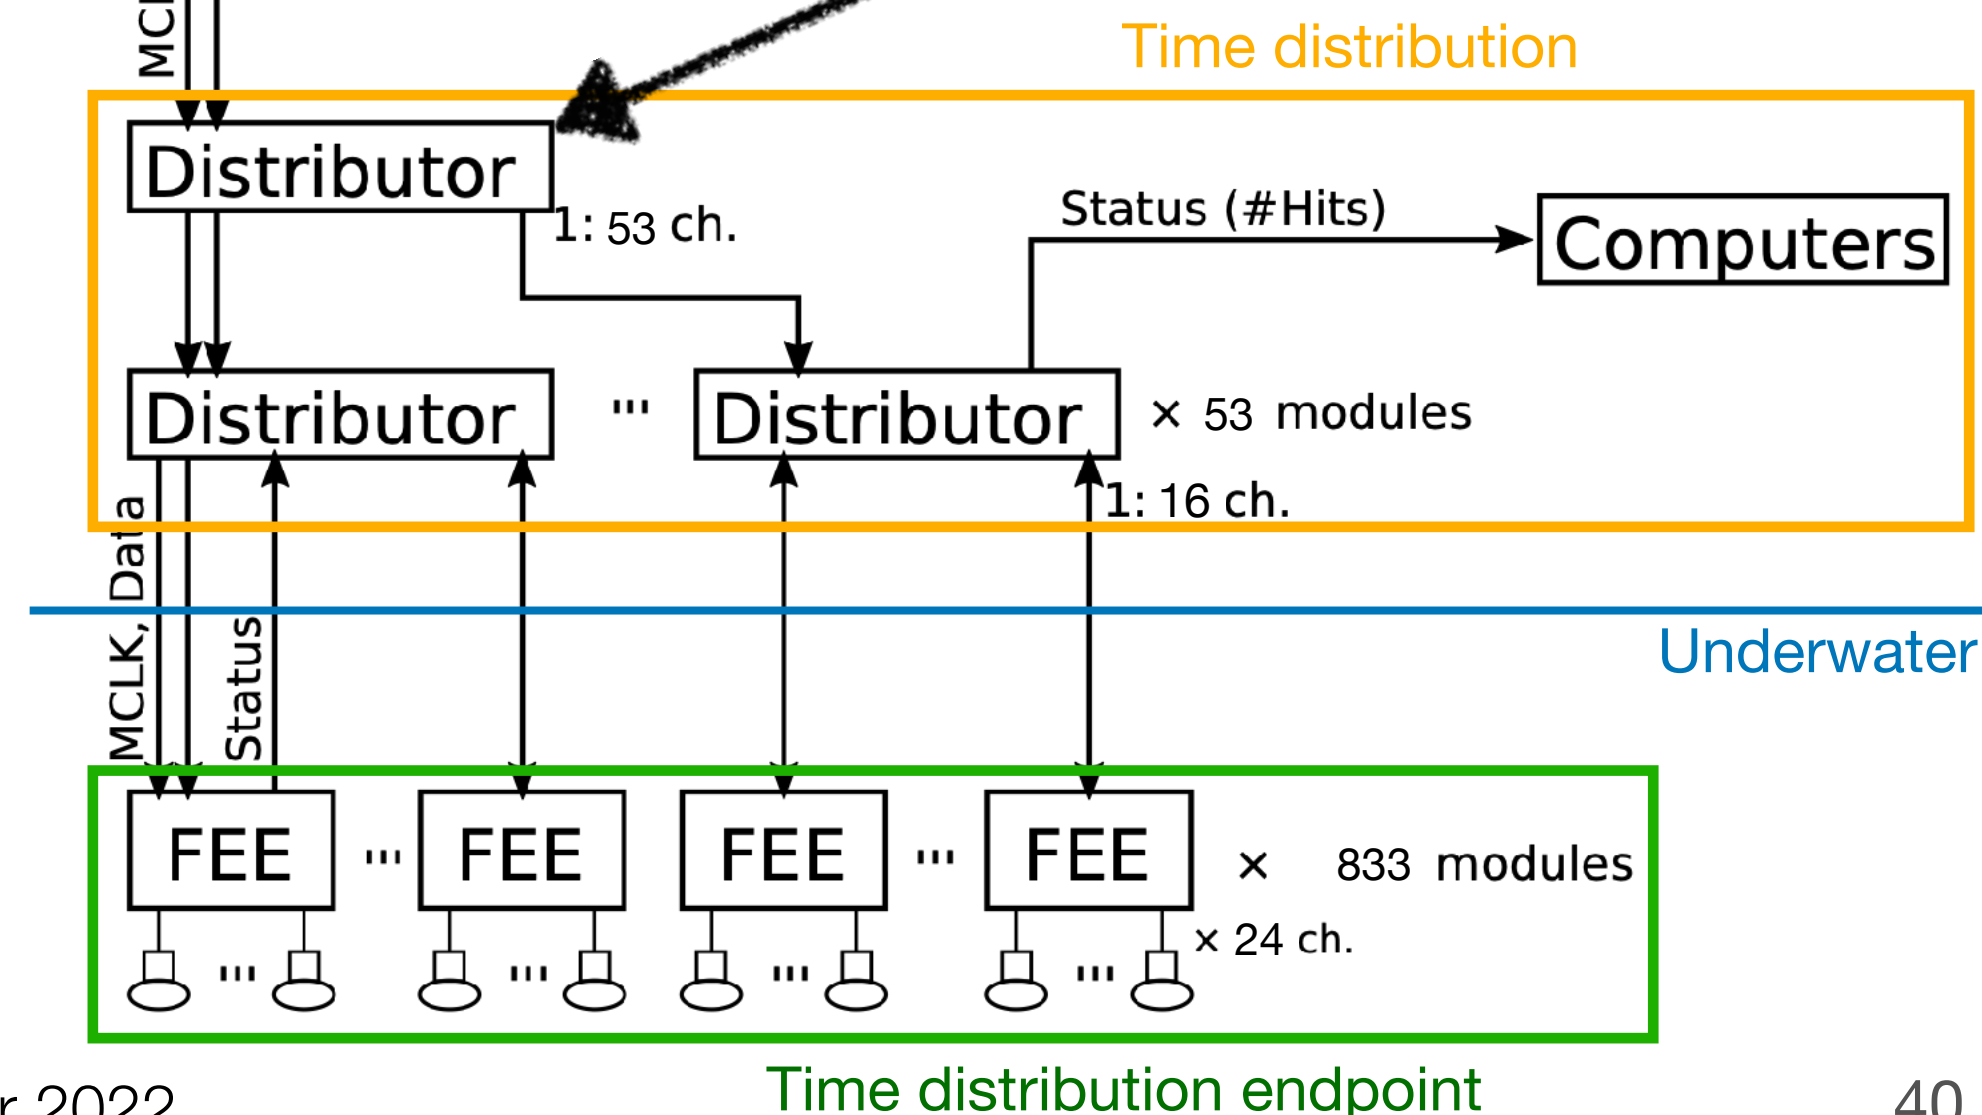 Time distribution
Distributor
1: 53 ch.
Status (#Hits)
Computers
Distributor ... Distributor × 53 modules
1: 16 ch.
MCLK, Data
Status
Underwater
FEE ... FEE FEE ... FEE × 833 modules
× 24 ch.
... ... ... ...
Time distribution endpoint
2022
40